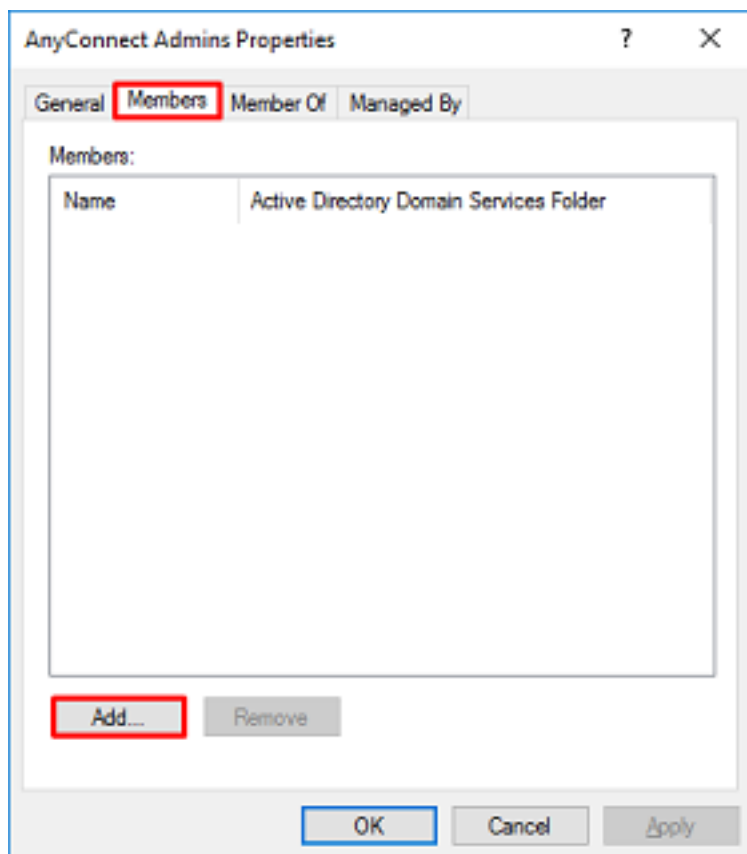 AnyConnect Admins Properties ?
General Members Member Of Managed By
Members:
Name Active Directory Domain Services Folder
Add... Remove
OK Cancel Apply